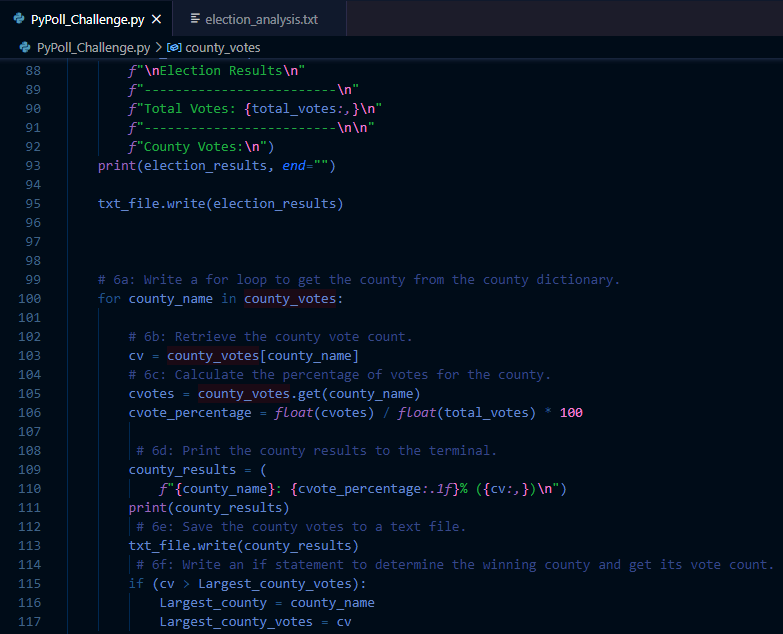 PyPoll_Challenge.py × election_analysis.txt
PyPoll_Challenge.py > county_votes
88 f"\nElection Results\n"
89 f"-------------------------\n"
90 f"Total Votes: {total_votes:,}\n"
91 f"-------------------------\n\n"
92 f"County Votes:\n")
93 print(election_results, end="")
94
95 txt_file.write(election_results)
96
97
98
99 # 6a: Write a for loop to get the county from the county dictionary.
100 for county_name in county_votes:
101
102 # 6b: Retrieve the county vote count.
103 cv = county_votes[county_name]
104 # 6c: Calculate the percentage of votes for the county.
105 cvotes = county_votes.get(county_name)
106 cvote_percentage = float(cvotes) / float(total_votes) * 100
107
108 # 6d: Print the county results to the terminal.
109 county_results = (
110 f"{county_name}: {cvote_percentage:.1f}% ({cv:,})\n")
111 print(county_results)
112 # 6e: Save the county votes to a text file.
113 txt_file.write(county_results)
114 # 6f: Write an if statement to determine the winning county and get its vote count.
115 if (cv > Largest_county_votes):
116 Largest_county = county_name
117 Largest_county_votes = cv